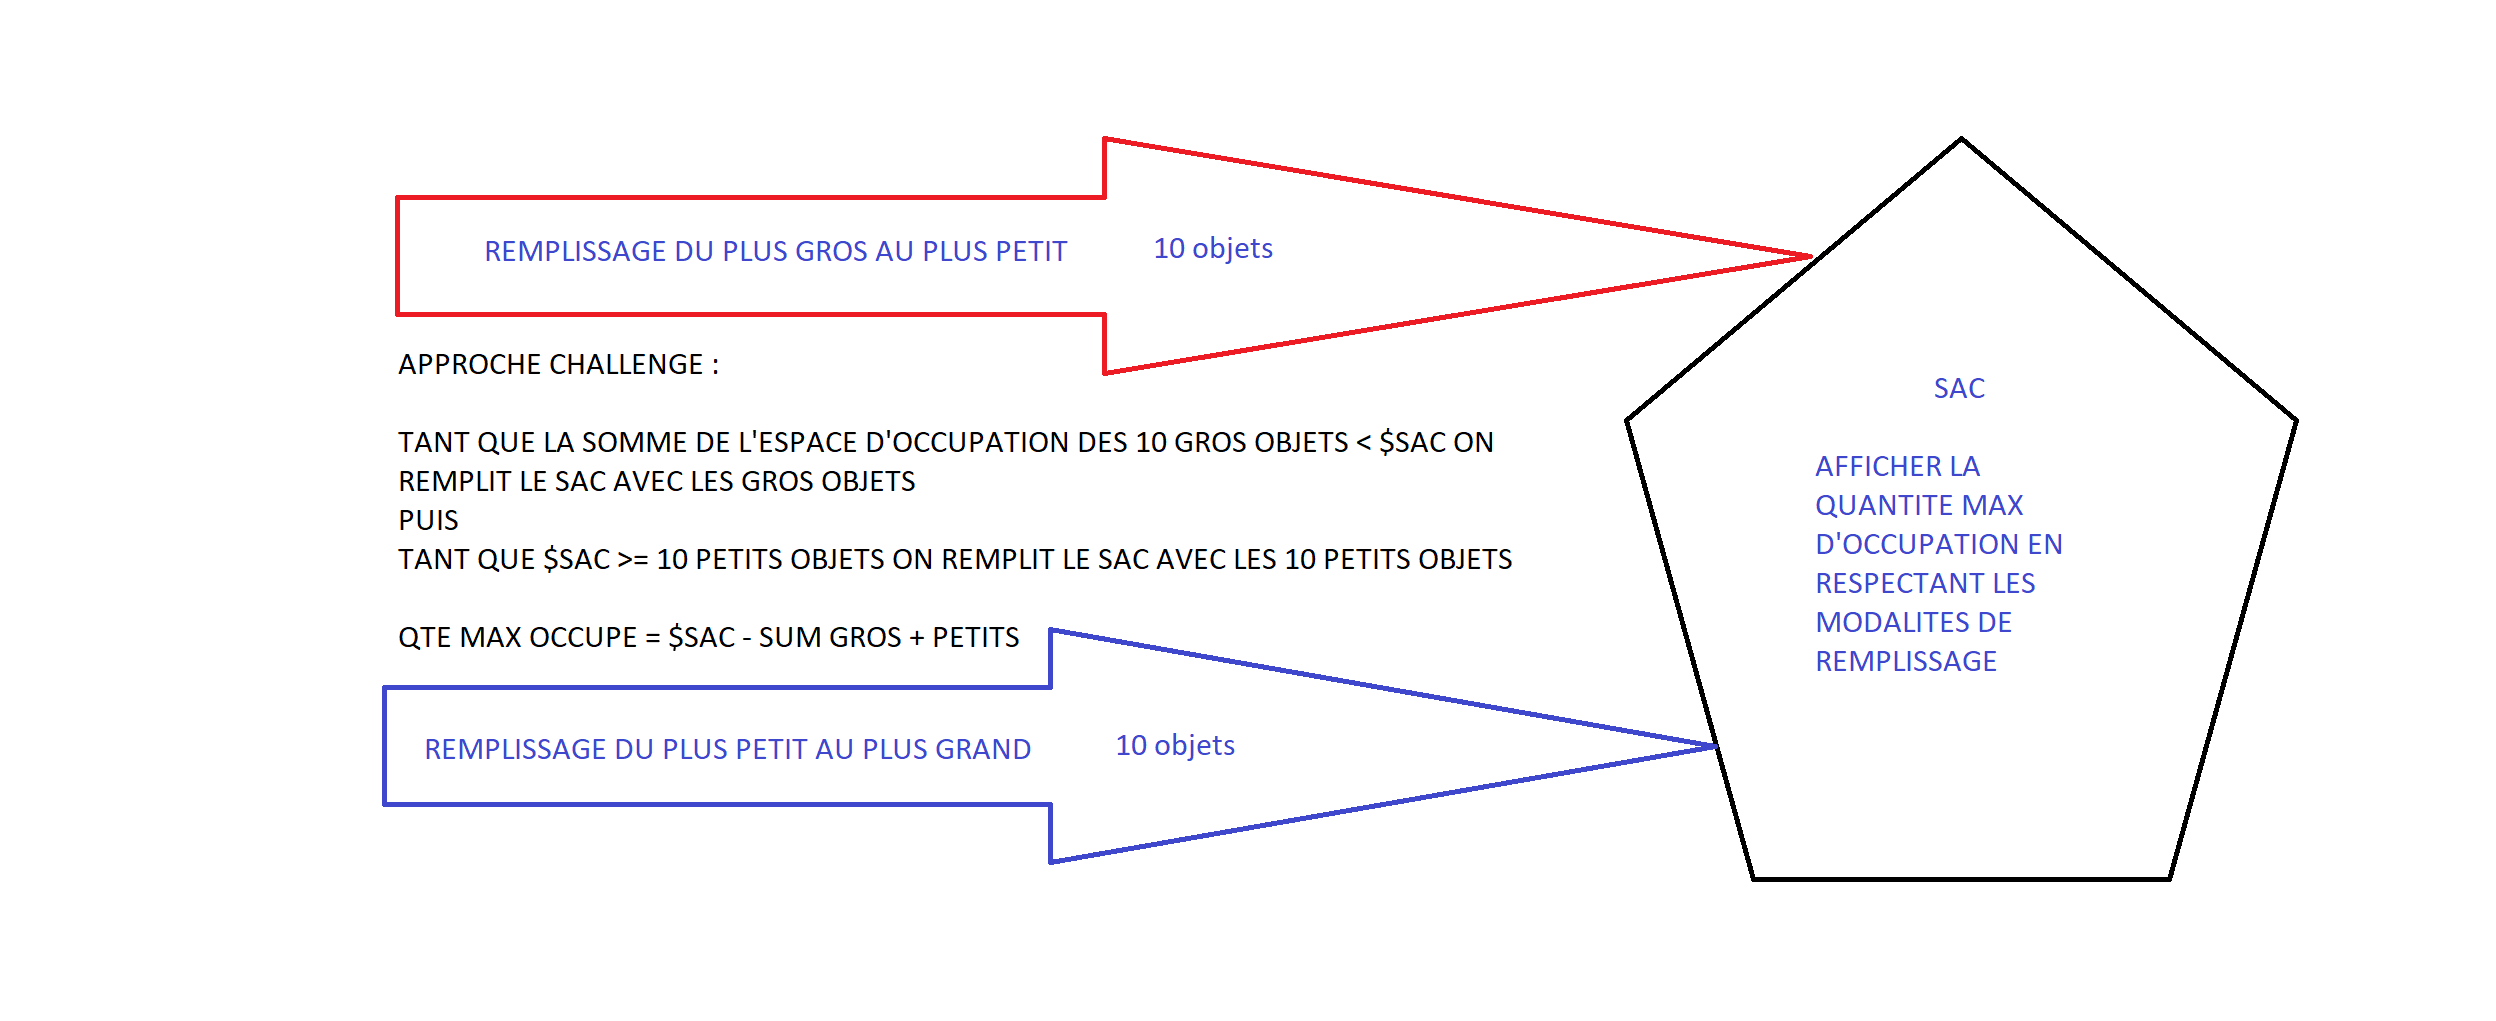 REMPLISSAGE DU PLUS GROS AU PLUS PETIT
10 objets
APPROCHE CHALLENGE :
TANT QUE LA SOMME DE L'ESPACE D'OCCUPATION DES 10 GROS OBJETS < $SAC ON
REMPLIT LE SAC AVEC LES GROS OBJETS
PUIS
TANT QUE $SAC >= 10 PETITS OBJETS ON REMPLIT LE SAC AVEC LES 10 PETITS OBJETS
QTE MAX OCCUPE = $SAC - SUM GROS + PETITS
REMPLISSAGE DU PLUS PETIT AU PLUS GRAND
10 objets
SAC
AFFICHER LA
QUANTITE MAX
D'OCCUPATION EN
RESPECTANT LES
MODALITES DE
REMPLISSAGE